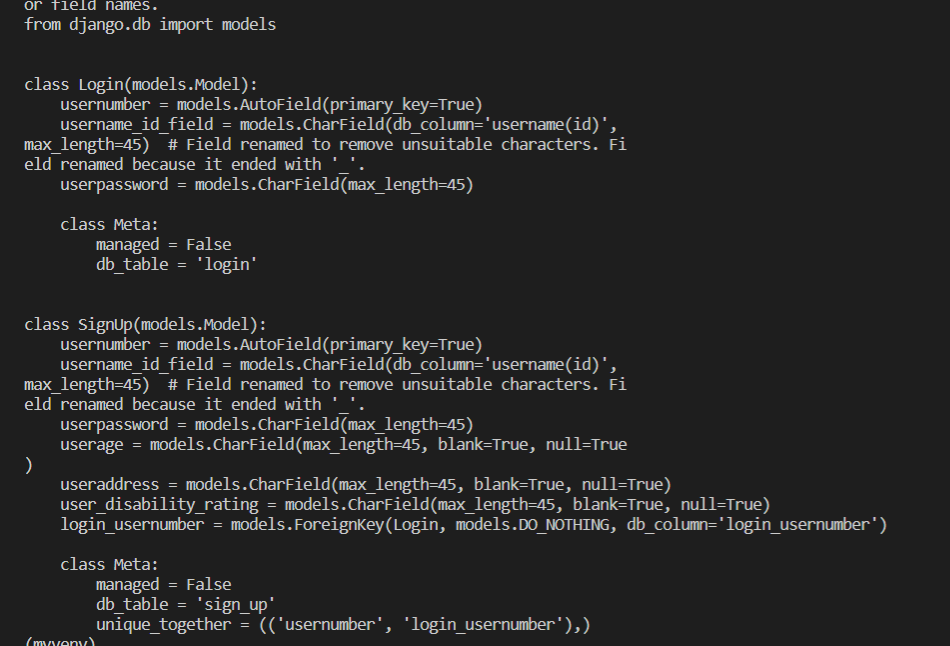 or field names.
from django.db import models
class Login(models.Model):
    usernumber = models.AutoField(primary_key=True)
    username_id_field = models.CharField(db_column='username(id)',
max_length=45)  # Field renamed to remove unsuitable characters. Fi
eld renamed because it ended with '_'.
    userpassword = models.CharField(max_length=45)
    class Meta:
        managed = False
        db_table = 'login'
class SignUp(models.Model):
    usernumber = models.AutoField(primary_key=True)
    username_id_field = models.CharField(db_column='username(id)',
max_length=45)  # Field renamed to remove unsuitable characters. Fi
eld renamed because it ended with '_'.
    userpassword = models.CharField(max_length=45)
    userage = models.CharField(max_length=45, blank=True, null=True
)
    useraddress = models.CharField(max_length=45, blank=True, null=True)
    user_disability_rating = models.CharField(max_length=45, blank=True, null=True)
    login_usernumber = models.ForeignKey(Login, models.DO_NOTHING, db_column='login_usernumber')
    class Meta:
        managed = False
        db_table = 'sign_up'
        unique_together = (('usernumber', 'login_usernumber'),)
(myvenv)